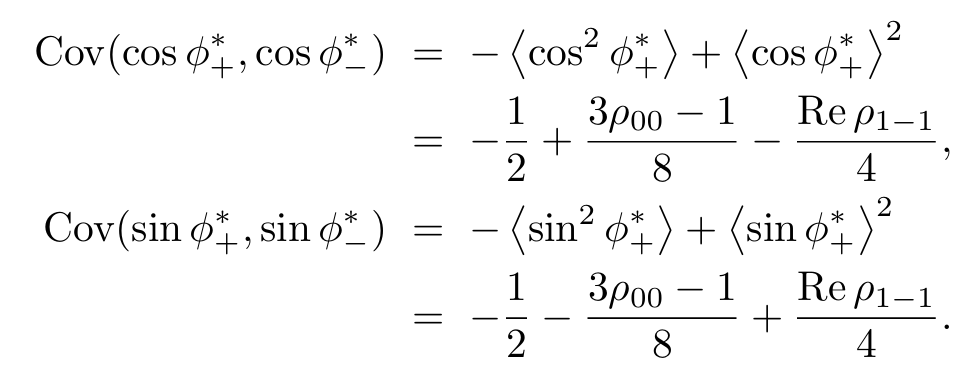 Cov(cos ϕ*₊, cos ϕ*₋) = − ⟨cos² ϕ*₊⟩ + ⟨cos ϕ*₊⟩²
= − 1/2 + (3ρ₀₀ − 1)/8 − (Re ρ₁₋₁)/4,
Cov(sin ϕ*₊, sin ϕ*₋) = − ⟨sin² ϕ*₊⟩ + ⟨sin ϕ*₊⟩²
= − 1/2 − (3ρ₀₀ − 1)/8 + (Re ρ₁₋₁)/4.